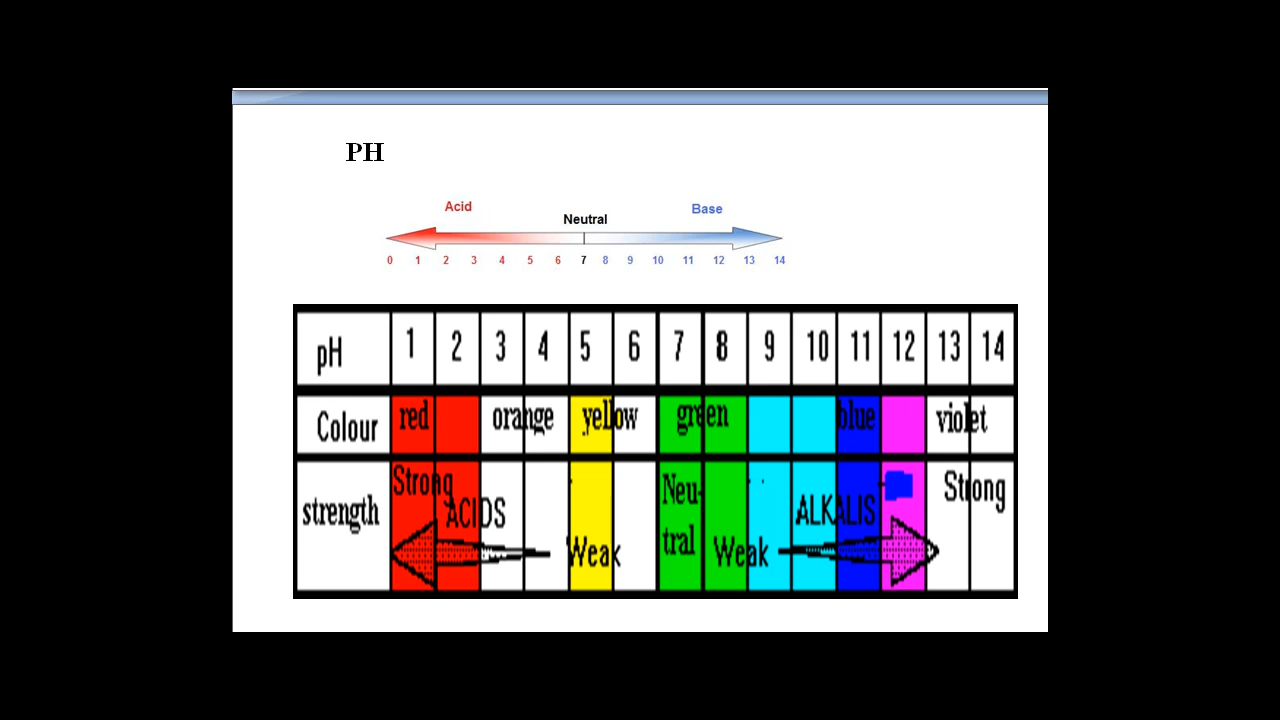 PH
Acid
Base
Neutral
0 1 2 3 4 5 6 7 8 9 10 11 12 13 14
pH 1 2 3 4 5 6 7 8 9 10 11 12 13 14
Colour red orange yellow green blue violet
Strong Neu- Strong
strength ACIDS ALKALIS
tral
Weak Weak